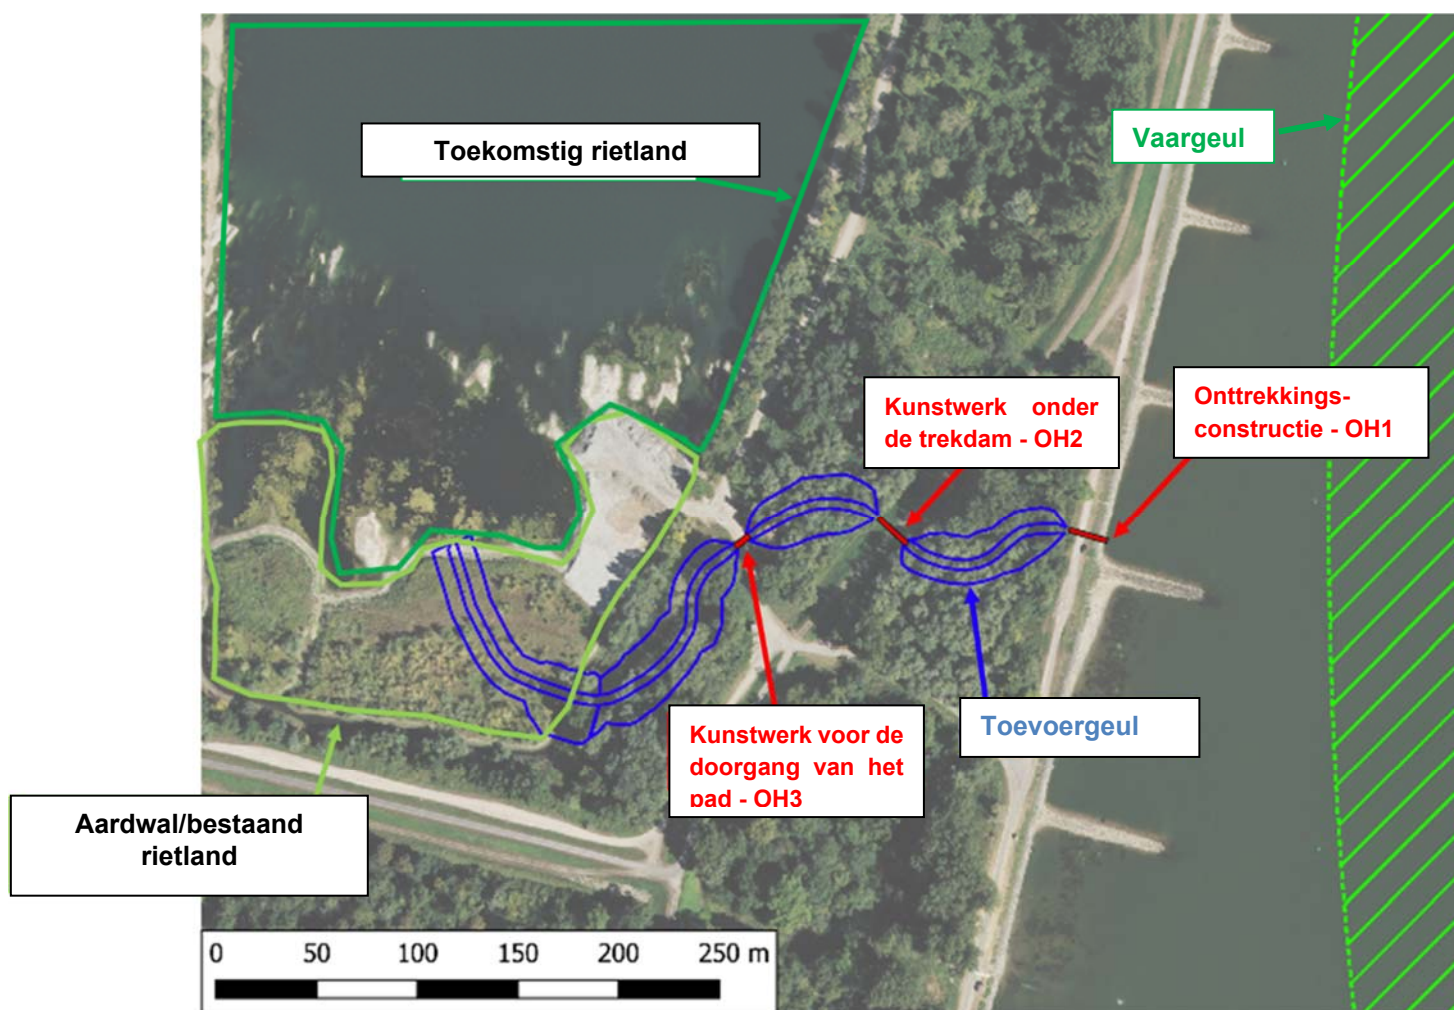 Toekomstig rietland
Vaargeul
Kunstwerk onder
de trekdam - OH2
Onttrekkings-
constructie - OH1
Kunstwerk voor de
doorgang van het
pad - OH3
Toevoergeul
Aardwal/bestaand
rietland
0 50 100 150 200 250 m